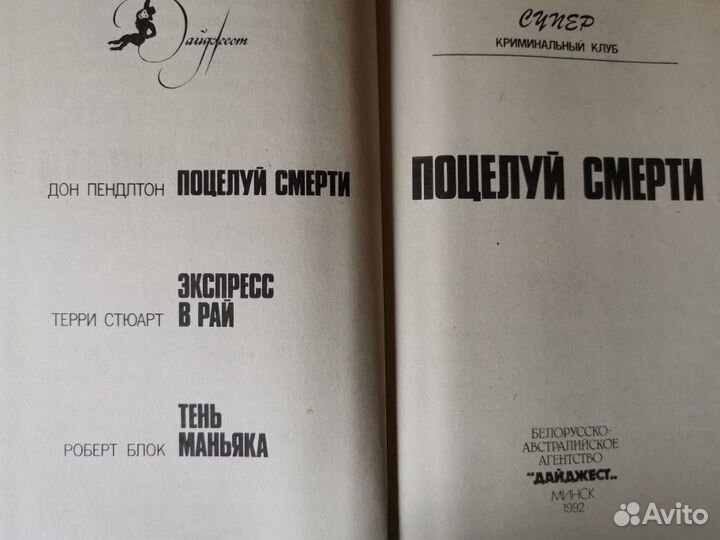 Дайджест
ДОН ПЕНДЛТОН ПОЦЕЛУЙ СМЕРТИ
ТЕРРИ СТЮАРТ ЭКСПРЕСС
В РАЙ
РОБЕРТ БЛОК ТЕНЬ
МАНЬЯКА
СУПЕР
КРИМИНАЛЬНЫЙ КЛУБ
ПОЦЕЛУЙ СМЕРТИ
БЕЛОРУССКО-
АВСТРАЛИЙСКОЕ
АГЕНТСТВО
"ДАЙДЖЕСТ"
МИНСК
1992
Avito